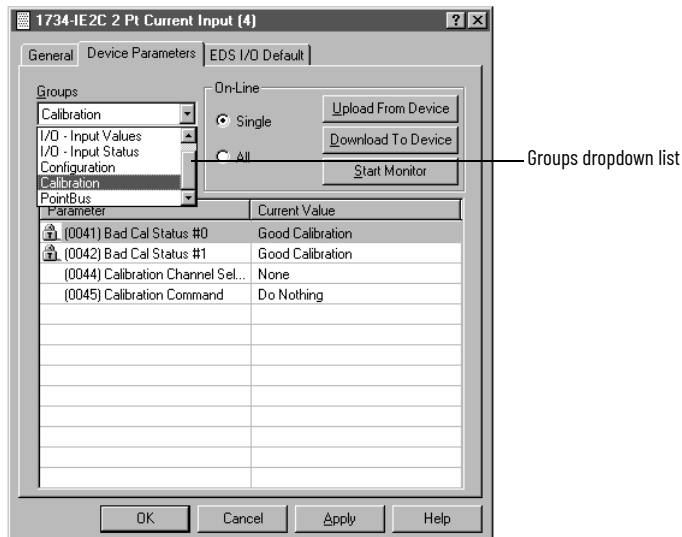 1734-IE2C 2 Pt Current Input (4)
General Device Parameters EDS I/O Default
Groups
Calibration
I/O - Input Values
I/O - Input Status
Configuration
Calibration
PointBus
On-Line
Single
All
Upload From Device
Download To Device
Start Monitor
Groups dropdown list
Parameter Current Value
(0041) Bad Cal Status #0 Good Calibration
(0042) Bad Cal Status #1 Good Calibration
(0044) Calibration Channel Sel... None
(0045) Calibration Command Do Nothing
OK Cancel Apply Help